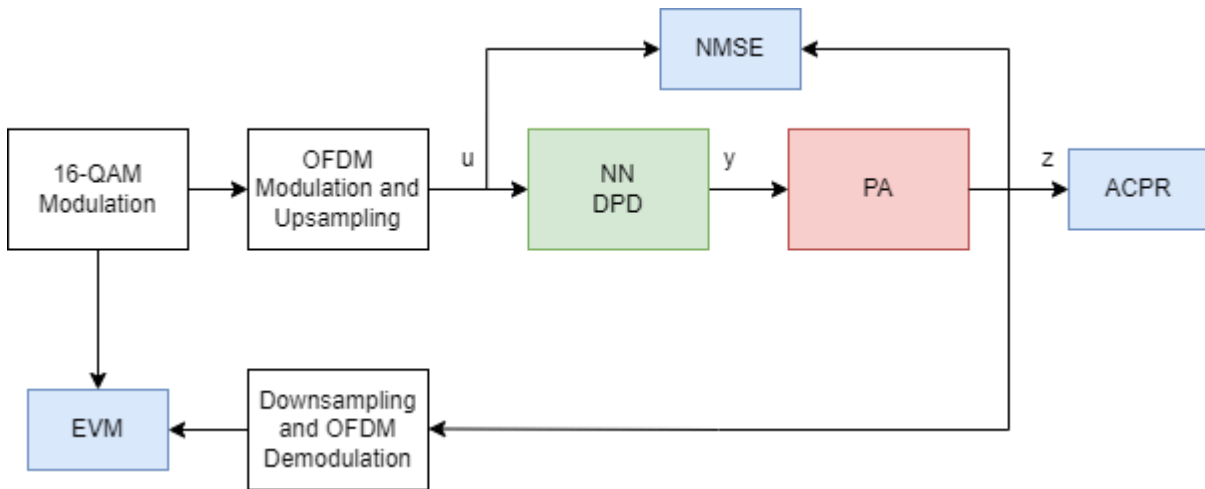 NMSE
16-QAM
Modulation
OFDM
Modulation and
Upsampling
u
NN
DPD
y
PA
z
ACPR
EVM
Downsampling
and OFDM
Demodulation